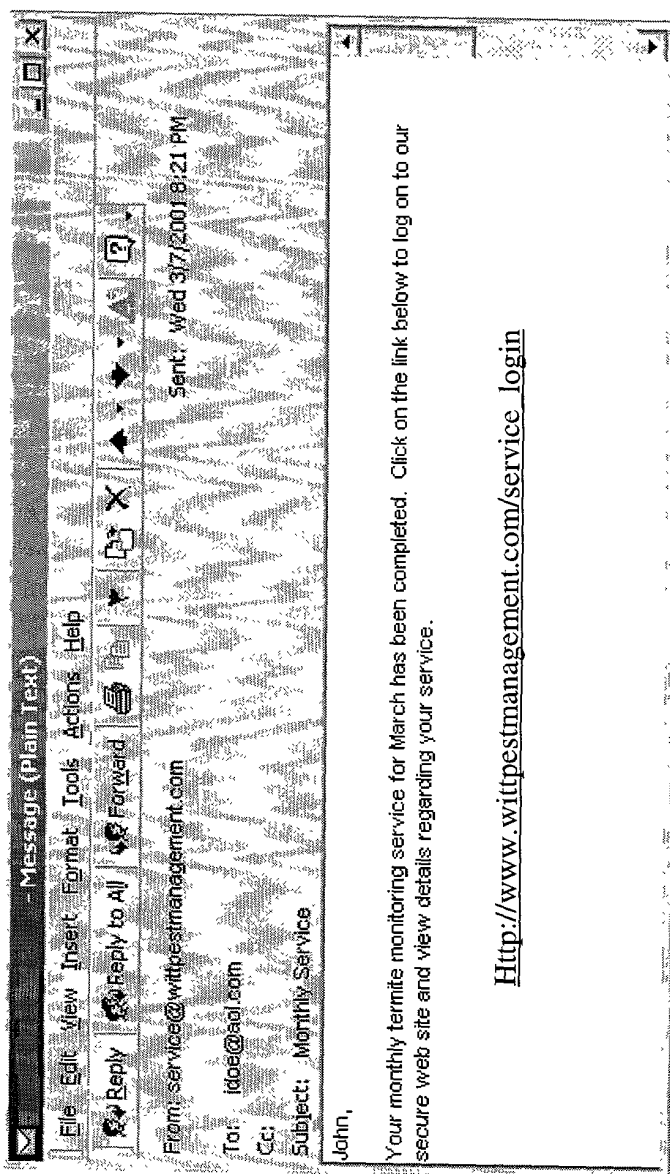 - Message (Plain Text)
File Edit View Insert Format Tools Actions Help
Reply Reply to All Forward
From: service@wittpestmanagement.com Sent: Wed 3/7/2001 8:21 PM
To: jdoe@aol.com
Cc:
Subject: Monthly Service
John,
Your monthly termite monitoring service for March has been completed. Click on the link below to log on to our
secure web site and view details regarding your service.
Http://www.wittpestmanagement.com/service_login